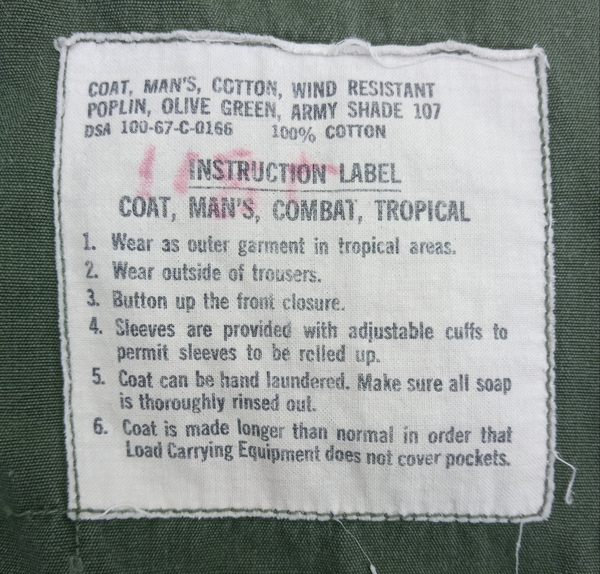 COAT, MAN'S, COTTON, WIND RESISTANT
POPLIN, OLIVE GREEN, ARMY SHADE 107
DSA 100-67-C-0166 100% COTTON
INSTRUCTION LABEL
COAT, MAN'S, COMBAT, TROPICAL
1. Wear as outer garment in tropical areas.
2. Wear outside of trousers.
3. Button up the front closure.
4. Sleeves are provided with adjustable cuffs to
permit sleeves to be rolled up.
5. Coat can be hand laundered. Make sure all soap
is thoroughly rinsed out.
6. Coat is made longer than normal in order that
Load Carrying Equipment does not cover pockets.